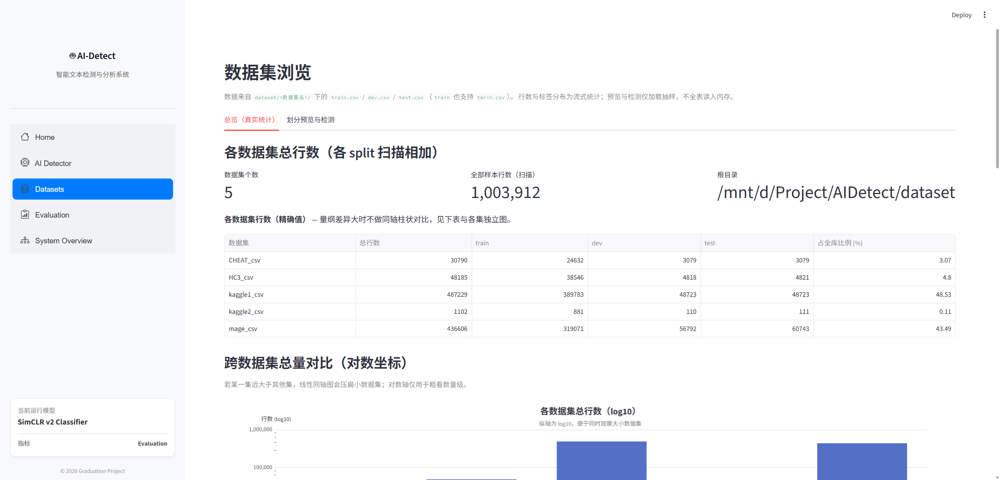 Deploy
AI-Detect
智能文本检测与分析系统
Home
AI Detector
Datasets
Evaluation
System Overview
当前运行模型
SimCLR v2 Classifier
指标 Evaluation
© 2026 Graduation Project
数据集浏览
数据来自 dataset/<数据集名>/ 下的 train.csv / dev.csv / test.csv （ train 也支持 tarin.csv ）。 行数与标签分布为流式统计；预览与检测仅加载抽样，不全表读入内存。
总览（真实统计） 划分预览与检测
各数据集总行数（各 split 扫描相加）
数据集个数 全部样本行数（扫描） 根目录
5 1,003,912 /mnt/d/Project/AIDetect/dataset
各数据集行数（精确值） — 量纲差异大时不做同轴柱状对比，见下表与各集独立图。
数据集 总行数 train dev test 占全库比例 (%)
CHEAT_csv 30790 24632 3079 3079 3.07
HC3_csv 48185 38546 4818 4821 4.8
kaggle1_csv 487229 389783 48723 48723 48.53
kaggle2_csv 1102 881 110 111 0.11
mage_csv 436606 319071 56792 60743 43.49
跨数据集总量对比（对数坐标）
若某一集远大于其他集，线性同轴图会压扁小数据集；对数轴仅用于粗看数量级。
各数据集总行数（log10）
纵轴为 log10，便于同时观察大小数据集
行数 (log10)
1,000,000
100,000